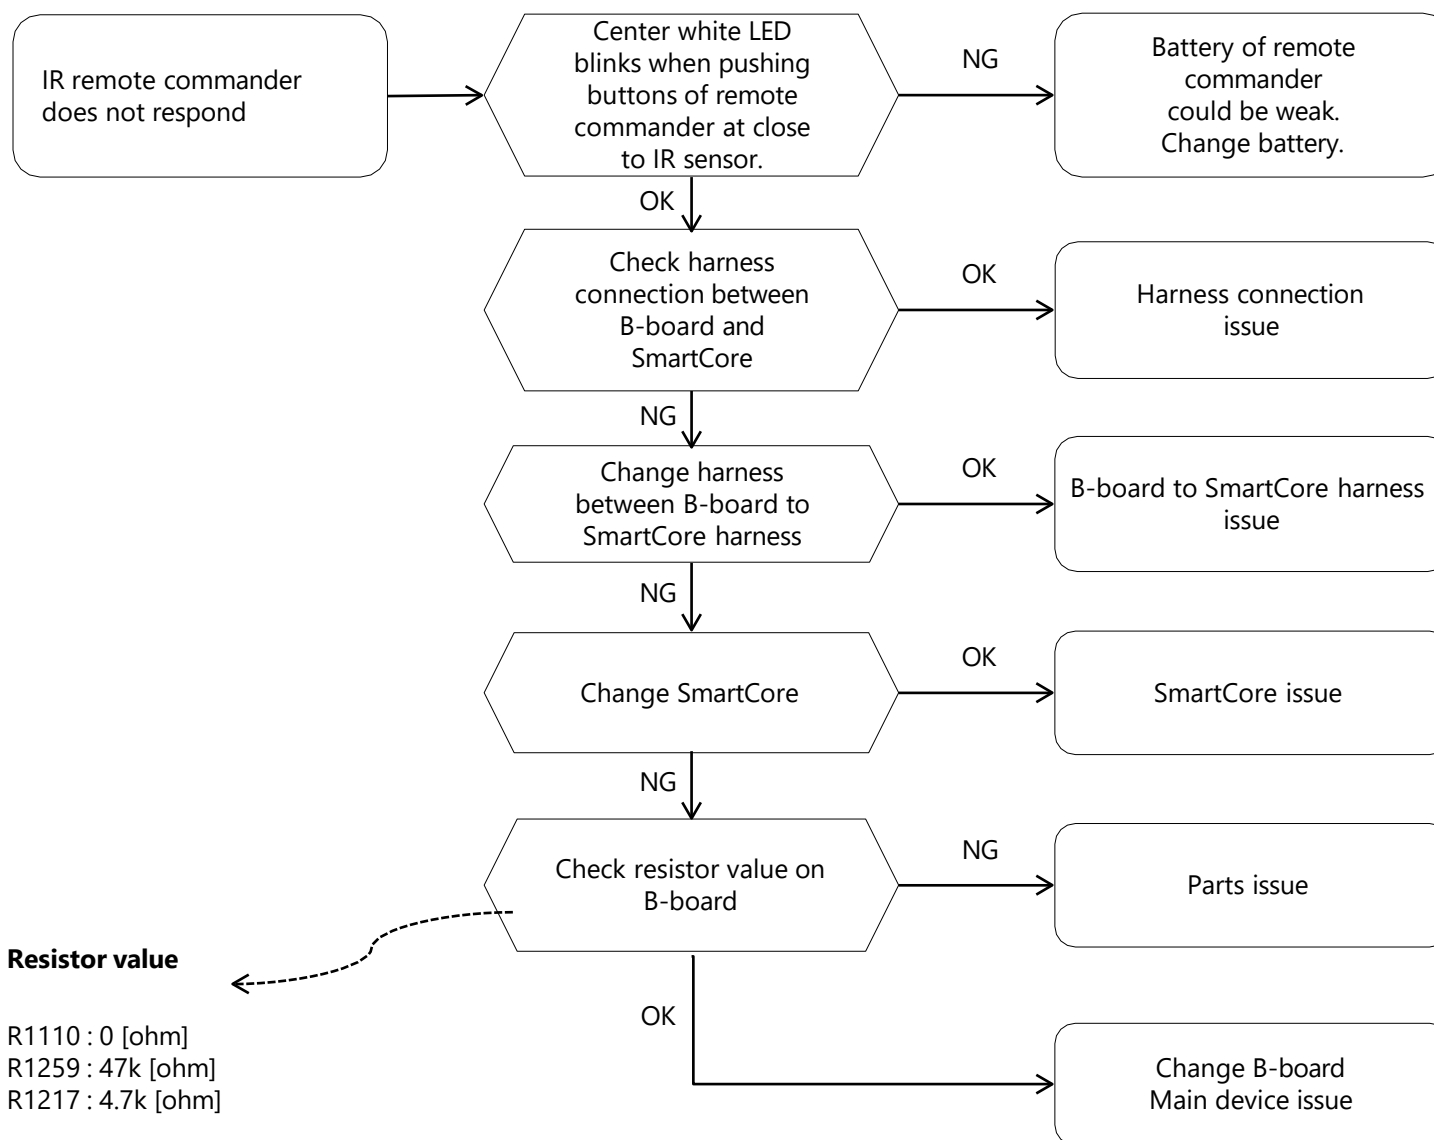 IR remote commander
does not respond
Center white LED
blinks when pushing
buttons of remote
commander at close
to IR sensor.
NG
Battery of remote
commander
could be weak.
Change battery.
OK
Check harness
connection between
B-board and
SmartCore
OK
Harness connection
issue
NG
Change harness
between B-board to
SmartCore harness
OK
B-board to SmartCore harness
issue
NG
Change SmartCore
OK
SmartCore issue
NG
Check resistor value on
B-board
NG
Parts issue
Resistor value
R1110 : 0 [ohm]
R1259 : 47k [ohm]
R1217 : 4.7k [ohm]
OK
Change B-board
Main device issue